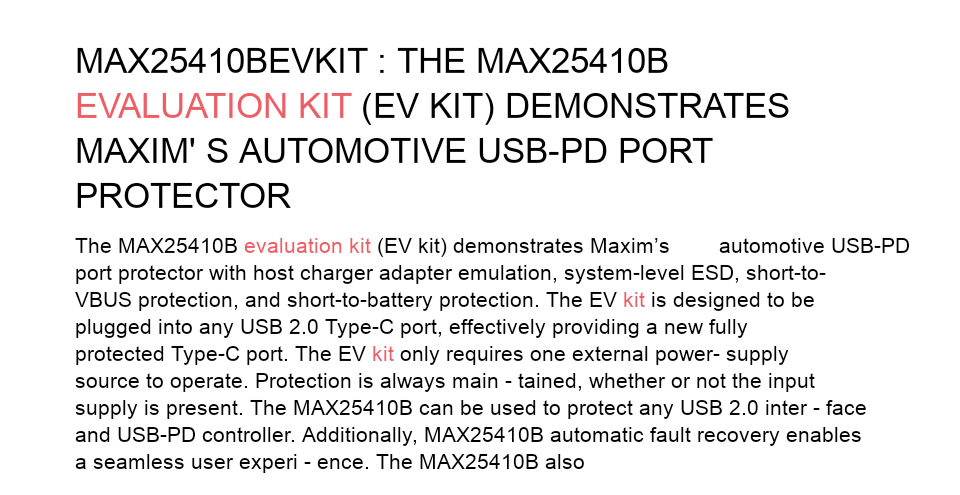 MAX25410BEVKIT : THE MAX25410B
EVALUATION KIT (EV KIT) DEMONSTRATES
MAXIM' S AUTOMOTIVE USB-PD PORT
PROTECTOR
The MAX25410B evaluation kit (EV kit) demonstrates Maxim’s automotive USB-PD
port protector with host charger adapter emulation, system-level ESD, short-to-
VBUS protection, and short-to-battery protection. The EV kit is designed to be
plugged into any USB 2.0 Type-C port, effectively providing a new fully
protected Type-C port. The EV kit only requires one external power- supply
source to operate. Protection is always main - tained, whether or not the input
supply is present. The MAX25410B can be used to protect any USB 2.0 inter - face
and USB-PD controller. Additionally, MAX25410B automatic fault recovery enables
a seamless user experi - ence. The MAX25410B also